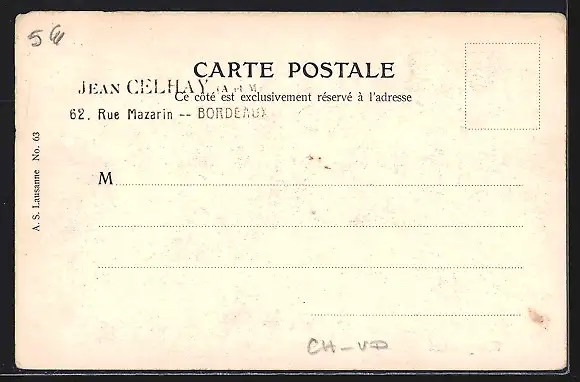 CARTE POSTALE
JEAN CELHAY
Ce côté est exclusivement réservé à l'adresse
62. Rue Mazarin -- BORDEAUX
M
A. S. Lausanne No. 63
CH-VD